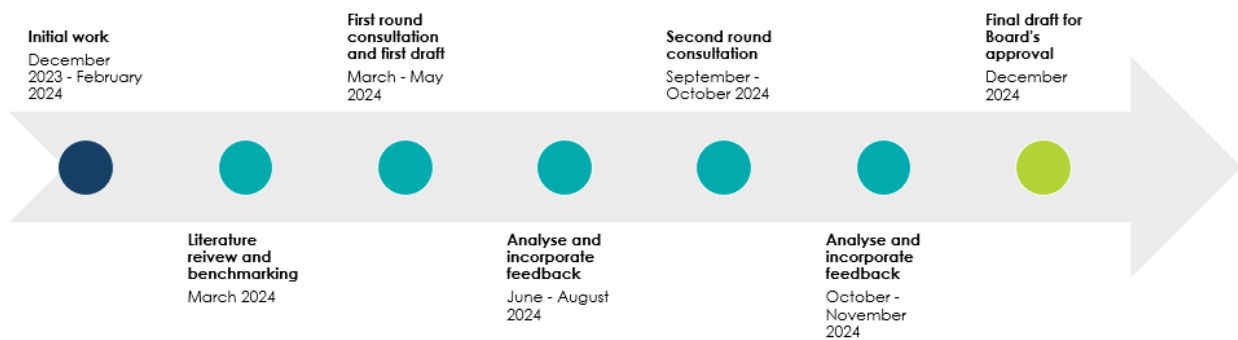 Initial work
December
2023 - February
2024
Literature
reivew and
benchmarking
March 2024
First round
consultation
and first draft
March - May
2024
Analyse and
incorporate
feedback
June - August
2024
Second round
consultation
September -
October 2024
Analyse and
incorporate
feedback
October -
November
2024
Final draft for
Board's
approval
December
2024